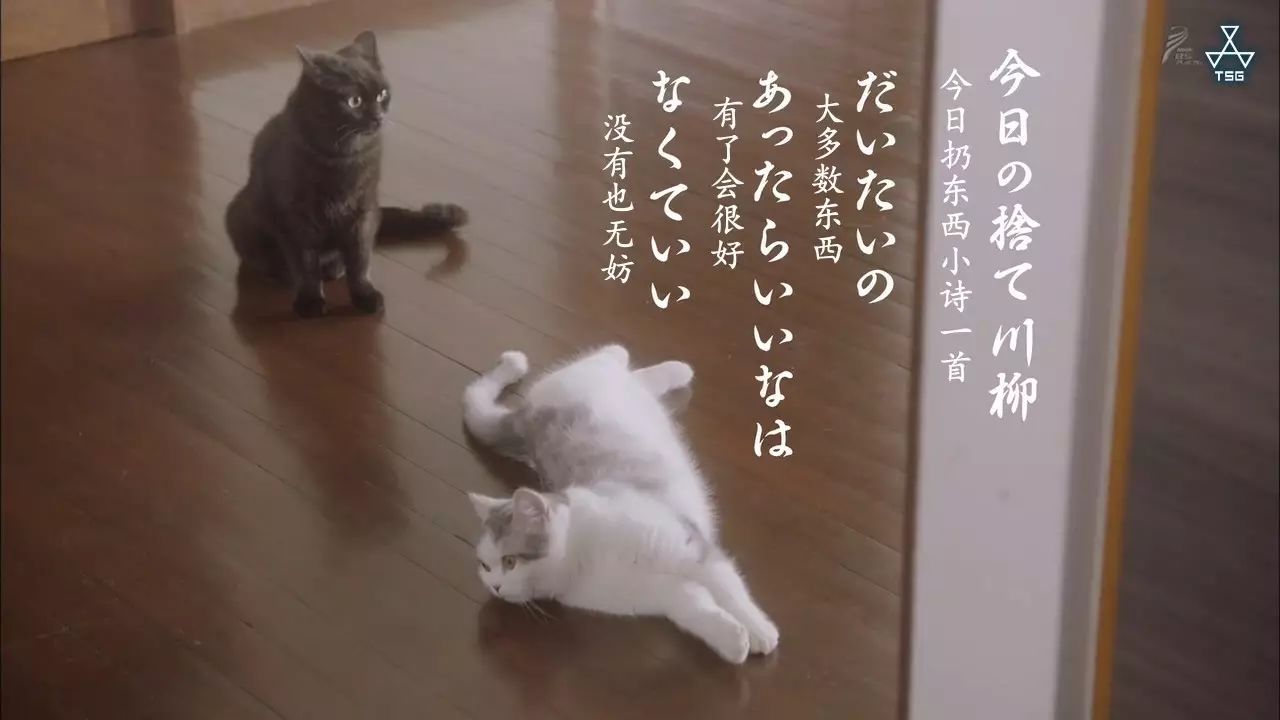 今日の捨て川柳
今日扔东西小诗一首
だいたいの
大多数东西
あったらいいなは
有了会很好
なくていい
没有也无妨
TSG